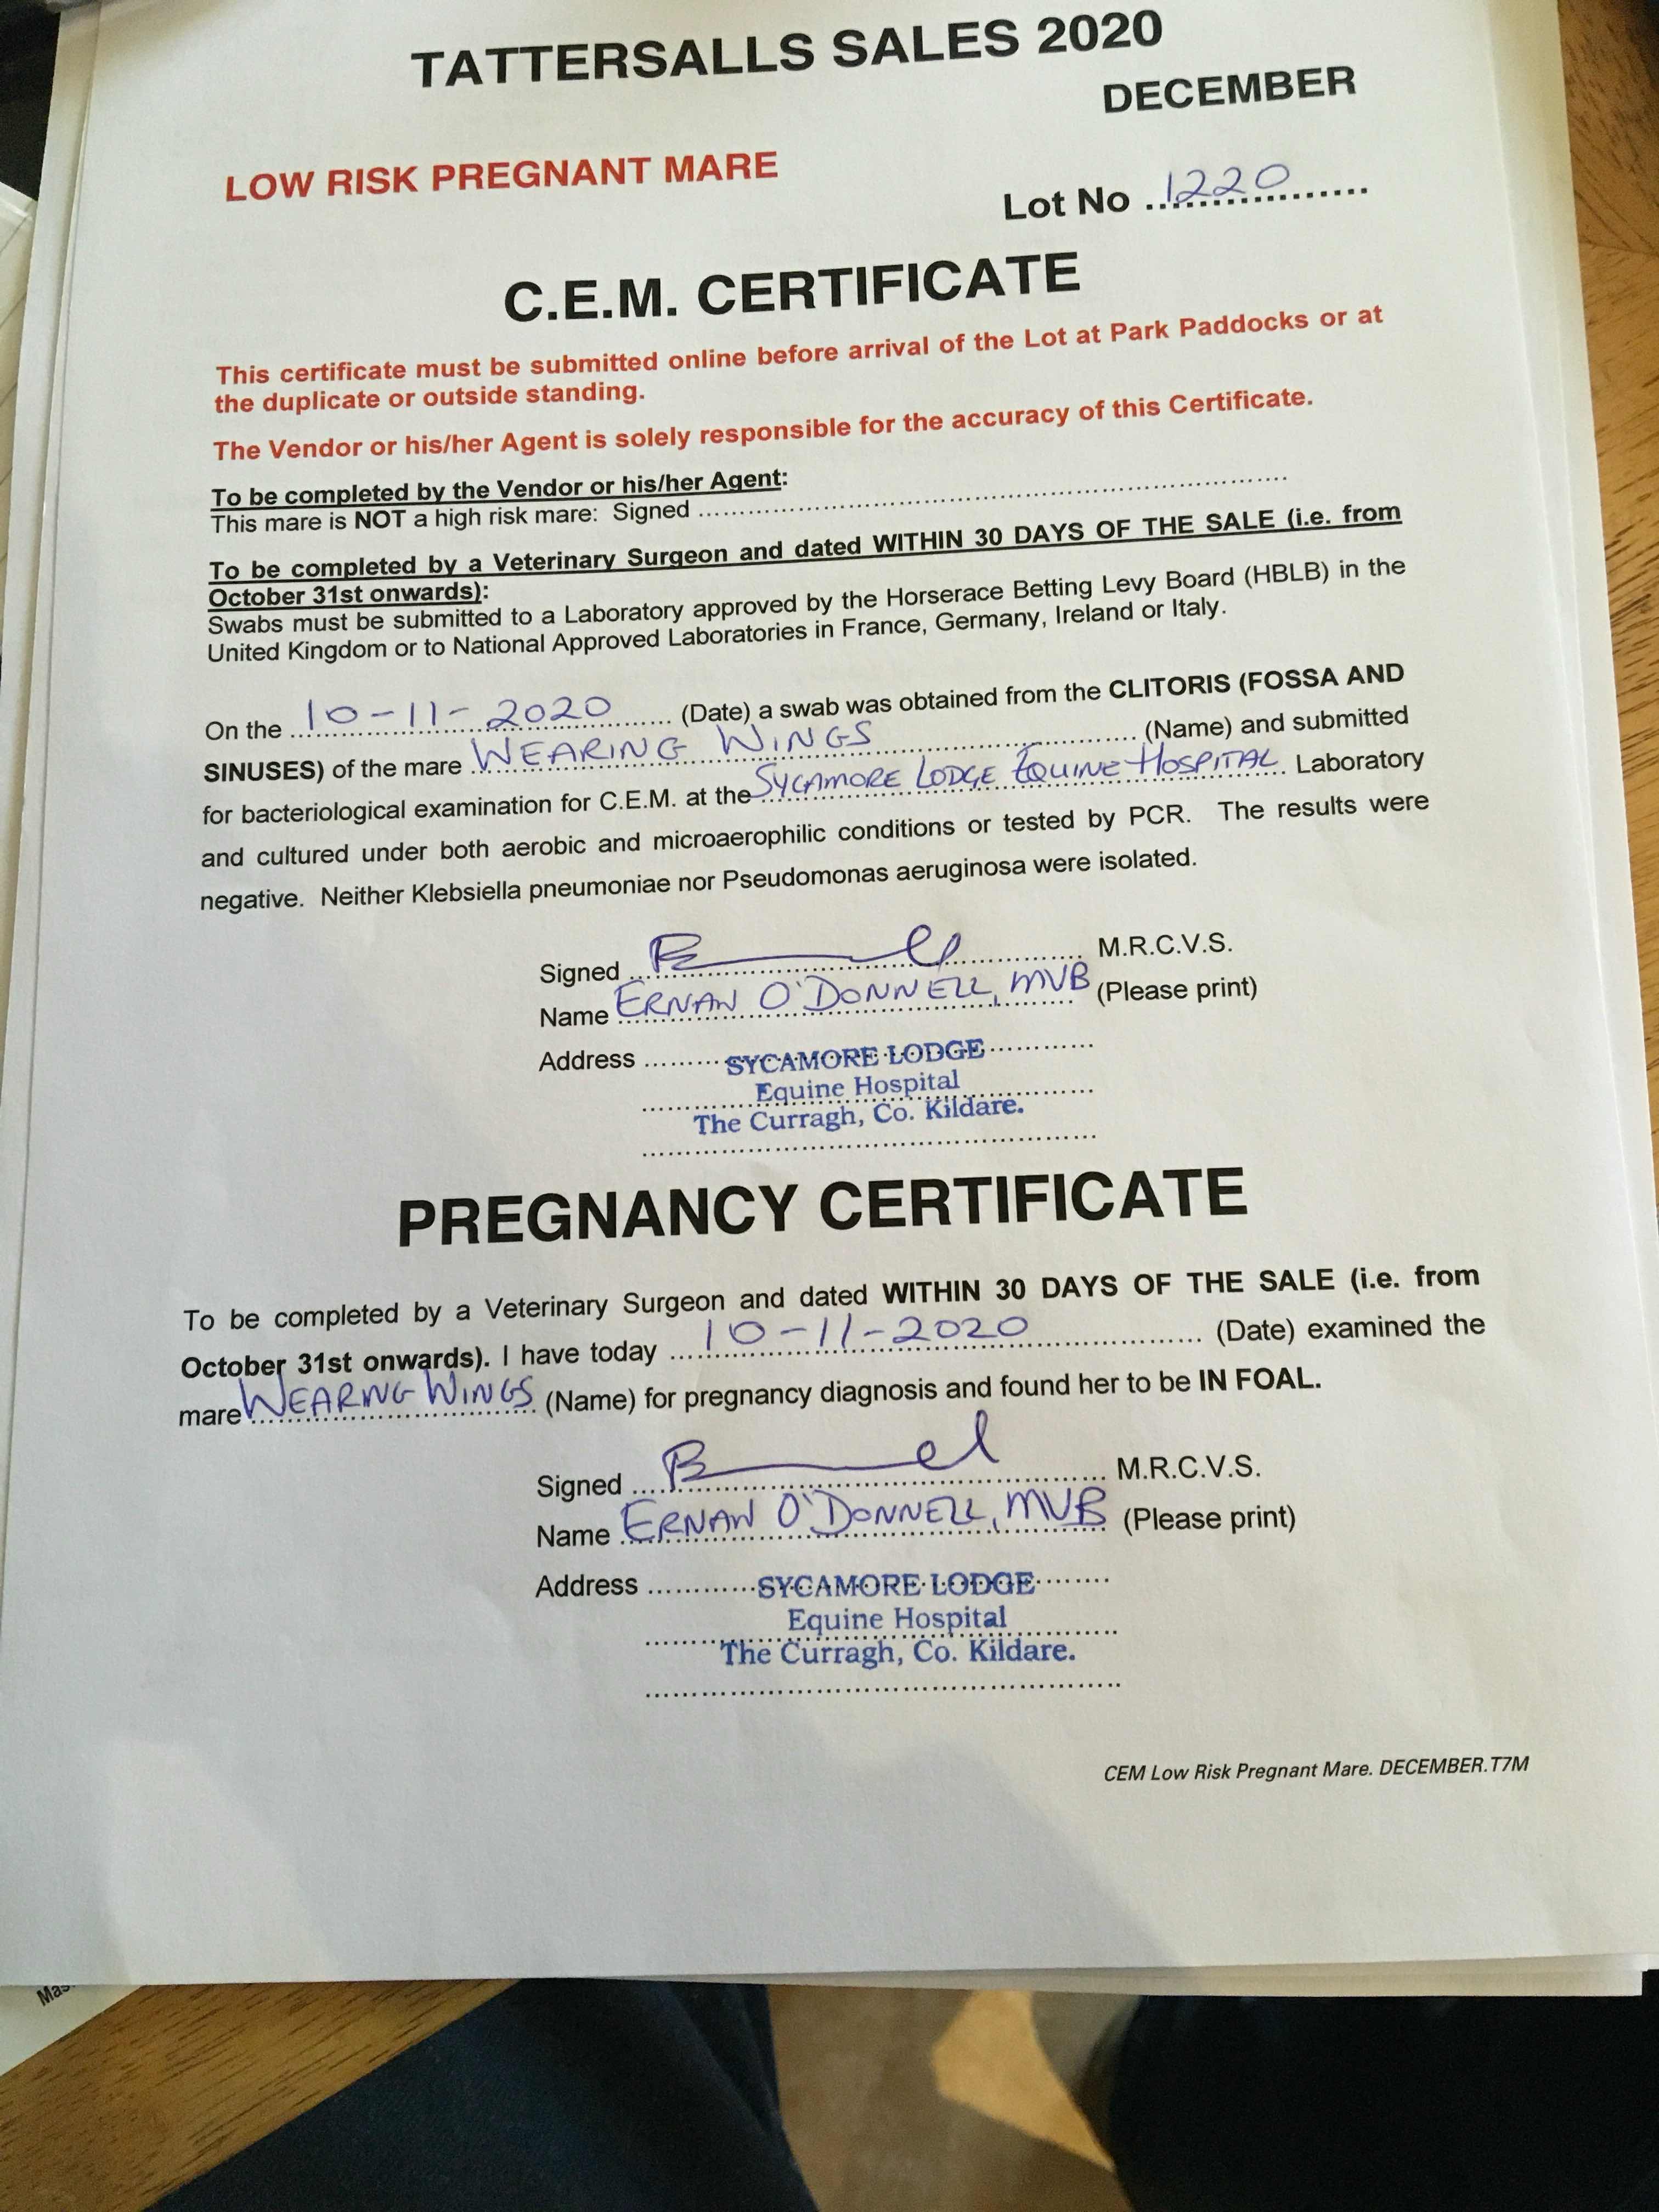 TATTERSALLS SALES 2020
DECEMBER
LOW RISK PREGNANT MARE
Lot No 1220
C.E.M. CERTIFICATE
This certificate must be submitted online before arrival of the Lot at Park Paddocks or at
the duplicate or outside standing.
The Vendor or his/her Agent is solely responsible for the accuracy of this Certificate.
To be completed by the Vendor or his/her Agent:
This mare is NOT a high risk mare: Signed
To be completed by a Veterinary Surgeon and dated WITHIN 30 DAYS OF THE SALE (i.e. from
October 31st onwards):
Swabs must be submitted to a Laboratory approved by the Horserace Betting Levy Board (HBLB) in the
United Kingdom or to National Approved Laboratories in France, Germany, Ireland or Italy.
On the 10-11-2020 (Date) a swab was obtained from the CLITORIS (FOSSA AND
SINUSES) of the mare WEARING WINGS (Name) and submitted
for bacteriological examination for C.E.M. at the SYCAMORE LODGE EQUINE HOSPITAL Laboratory
and cultured under both aerobic and microaerophilic conditions or tested by PCR. The results were
negative. Neither Klebsiella pneumoniae nor Pseudomonas aeruginosa were isolated.
Signed M.R.C.V.S.
Name ERNAN O'DONNELL, MVB (Please print)
Address SYCAMORE LODGE
Equine Hospital
The Curragh, Co. Kildare.
PREGNANCY CERTIFICATE
To be completed by a Veterinary Surgeon and dated WITHIN 30 DAYS OF THE SALE (i.e. from
October 31st onwards). I have today 10-11-2020 (Date) examined the
mare WEARING WINGS (Name) for pregnancy diagnosis and found her to be IN FOAL.
Signed M.R.C.V.S.
Name ERNAN O'DONNELL, MVB (Please print)
Address SYCAMORE LODGE
Equine Hospital
The Curragh, Co. Kildare.
CEM Low Risk Pregnant Mare. DECEMBER.T7M
Mas